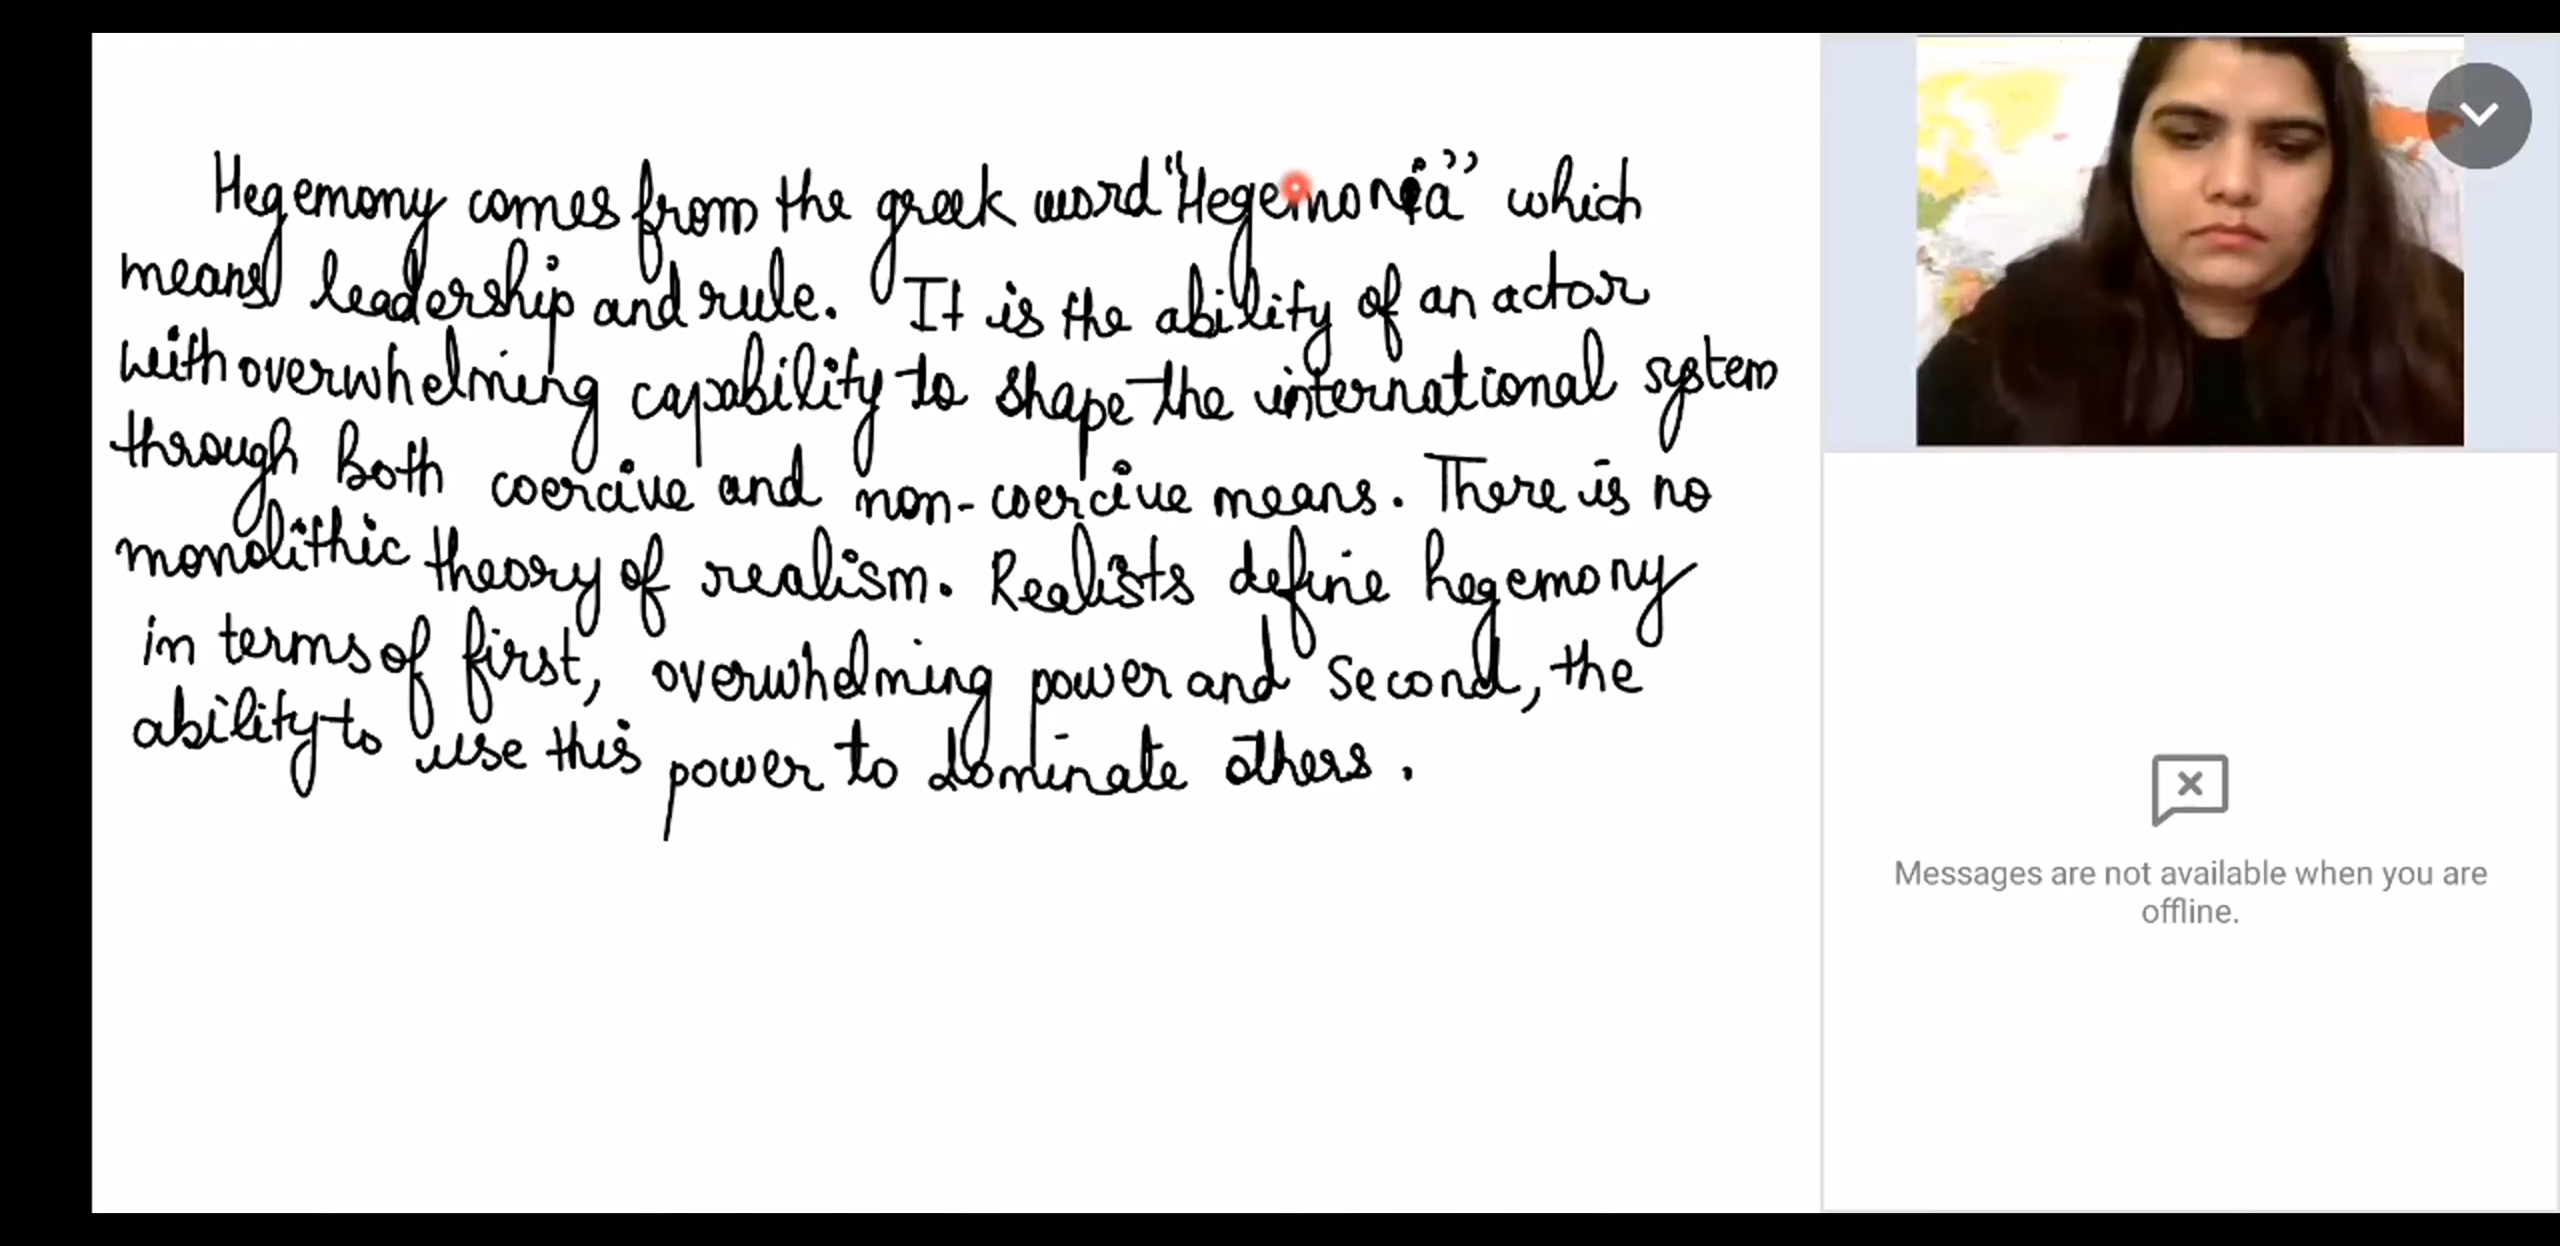 Hegemony comes from the greek word "Hegemonia" which
means leadership and rule. It is the ability of an actor
with overwhelming capability to shape the international system
through both coercive and non-coercive means. There is no
monolithic theory of realism. Realists define hegemony
in terms of first, overwhelming power and second, the
ability to use this power to dominate others.
Messages are not available when you are
offline.